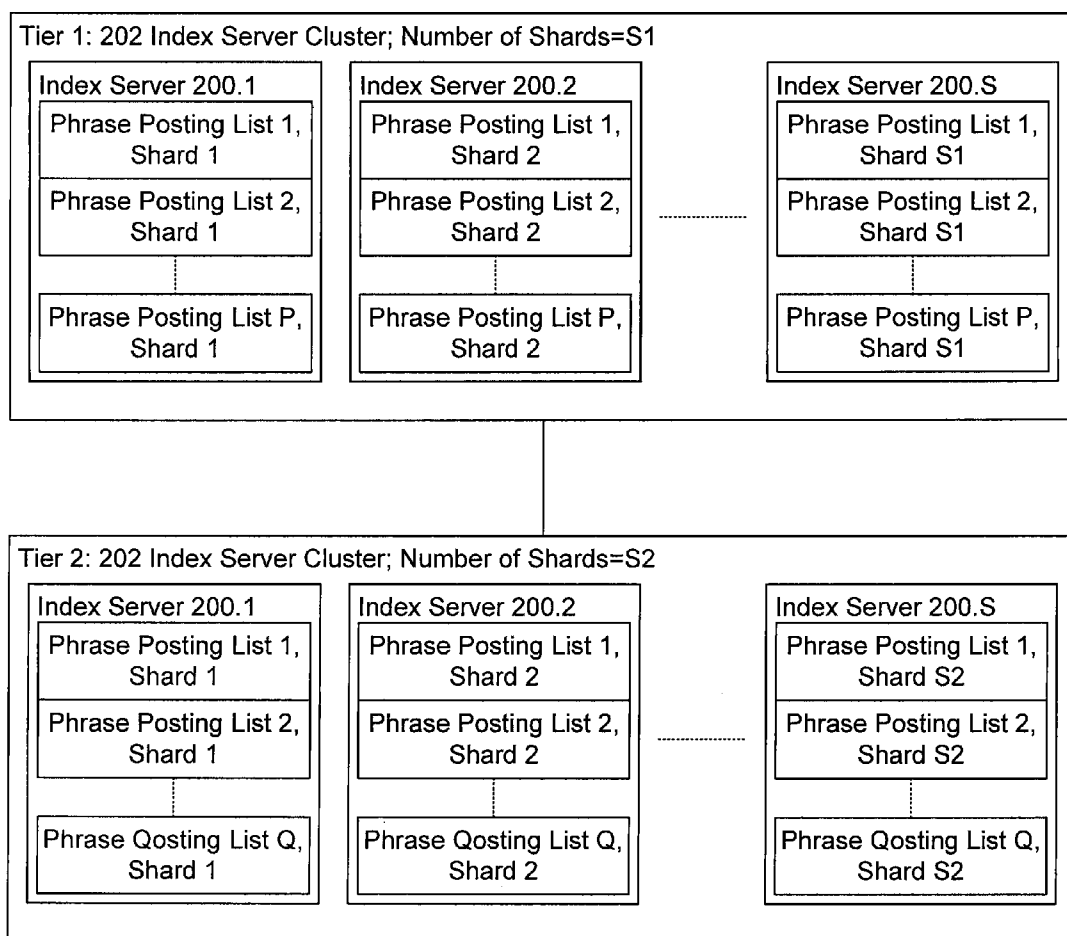 Tier 1: 202 Index Server Cluster; Number of Shards=S1
Index Server 200.1
Phrase Posting List 1,
Shard 1
Phrase Posting List 2,
Shard 1
Phrase Posting List P,
Shard 1
Index Server 200.2
Phrase Posting List 1,
Shard 2
Phrase Posting List 2,
Shard 2
Phrase Posting List P,
Shard 2
Index Server 200.S
Phrase Posting List 1,
Shard S1
Phrase Posting List 2,
Shard S1
Phrase Posting List P,
Shard S1
Tier 2: 202 Index Server Cluster; Number of Shards=S2
Index Server 200.1
Phrase Posting List 1,
Shard 1
Phrase Posting List 2,
Shard 1
Phrase Qosting List Q,
Shard 1
Index Server 200.2
Phrase Posting List 1,
Shard 2
Phrase Posting List 2,
Shard 2
Phrase Qosting List Q,
Shard 2
Index Server 200.S
Phrase Posting List 1,
Shard S2
Phrase Posting List 2,
Shard S2
Phrase Qosting List Q,
Shard S2